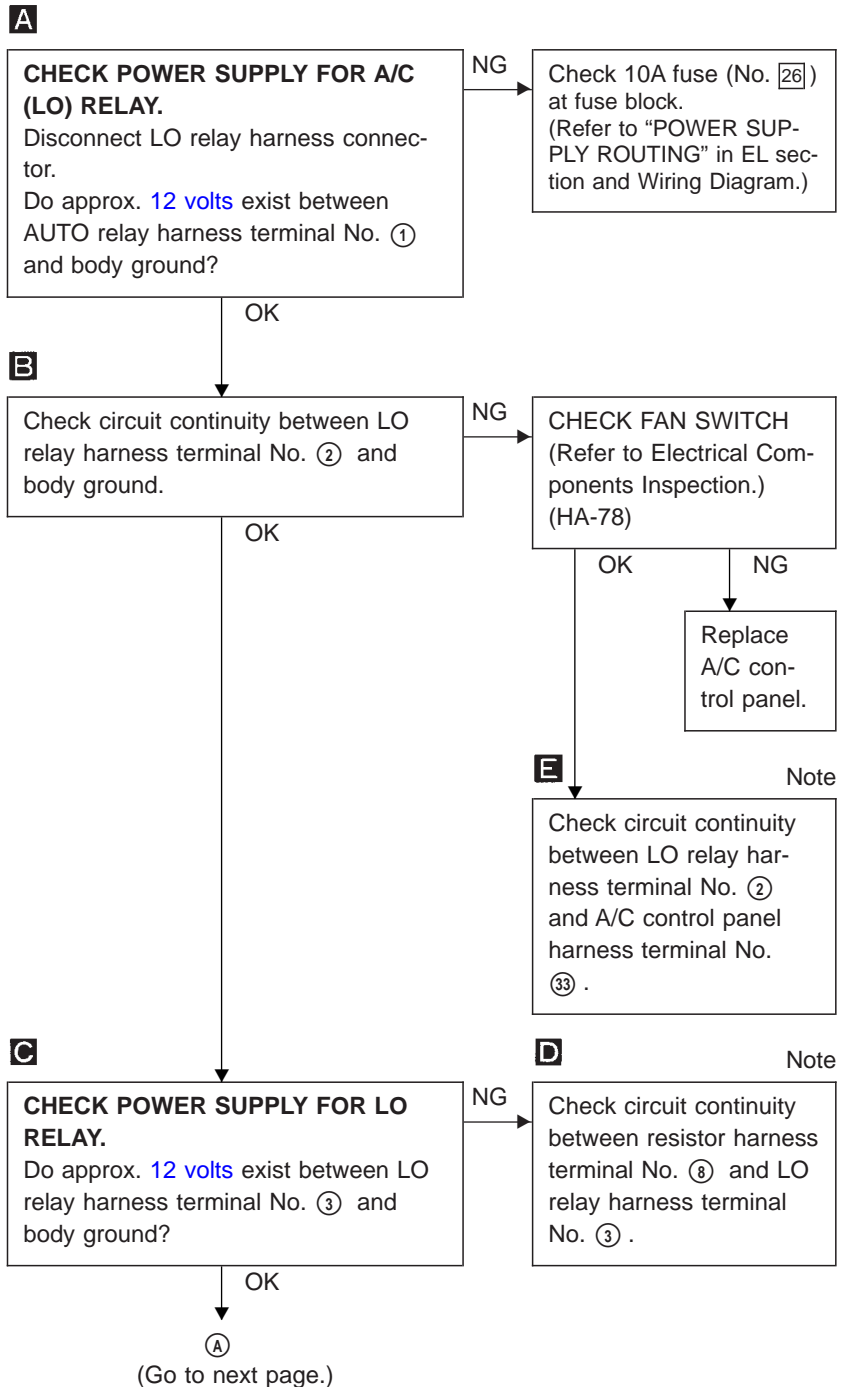 A
CHECK POWER SUPPLY FOR A/C
(LO) RELAY.
Disconnect LO relay harness connec-
tor.
Do approx. 12 volts exist between
AUTO relay harness terminal No. ①
and body ground?
NG
Check 10A fuse (No. 26)
at fuse block.
(Refer to “POWER SUP-
PLY ROUTING” in EL sec-
tion and Wiring Diagram.)
OK
B
Check circuit continuity between LO
relay harness terminal No. ② and
body ground.
NG
CHECK FAN SWITCH
(Refer to Electrical Com-
ponents Inspection.)
(HA-78)
OK
OK
NG
Replace
A/C con-
trol panel.
E
Note
Check circuit continuity
between LO relay har-
ness terminal No. ②
and A/C control panel
harness terminal No.
㉝ .
C
CHECK POWER SUPPLY FOR LO
RELAY.
Do approx. 12 volts exist between LO
relay harness terminal No. ③ and
body ground?
NG
D
Note
Check circuit continuity
between resistor harness
terminal No. ⑧ and LO
relay harness terminal
No. ③ .
OK
Ⓐ
(Go to next page.)